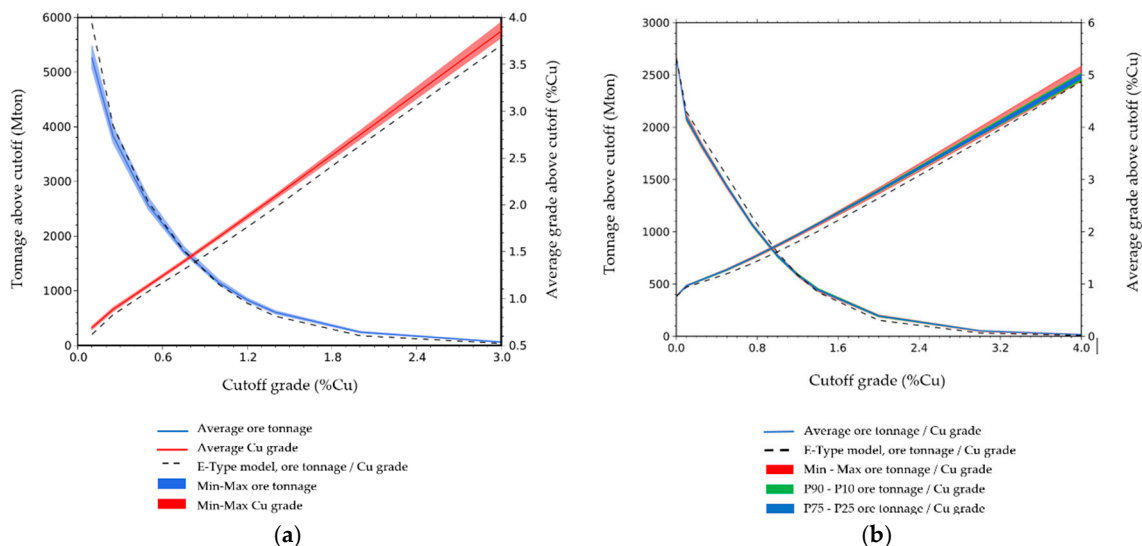 6000
5000
4000
3000
2000
1000
0
Tonnage above cutoff (Mton)
4.0
3.5
3.0
2.5
2.0
1.5
1.0
0.5
Average grade above cutoff (%Cu)
0.0 0.6 1.2 1.8 2.4 3.0
Cutoff grade (%Cu)
Average ore tonnage
Average Cu grade
E-Type model, ore tonnage / Cu grade
Min-Max ore tonnage
Min-Max Cu grade
(a)
3000
2500
2000
1500
1000
500
0
Tonnage above cutoff (Mton)
6
5
4
3
2
1
0
Average grade above cutoff (%Cu)
0.0 0.8 1.6 2.4 3.2 4.0
Cutoff grade (%Cu)
Average ore tonnage / Cu grade
E-Type model, ore tonnage / Cu grade
Min - Max ore tonnage / Cu grade
P90 - P10 ore tonnage / Cu grade
P75 - P25 ore tonnage / Cu grade
(b)